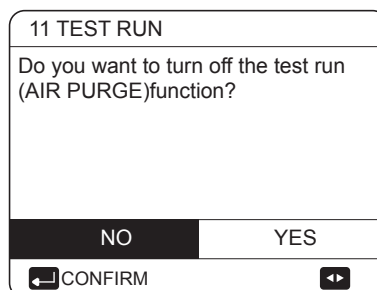 11 TEST RUN
Do you want to turn off the test run
(AIR PURGE)function?
NO YES
CONFIRM